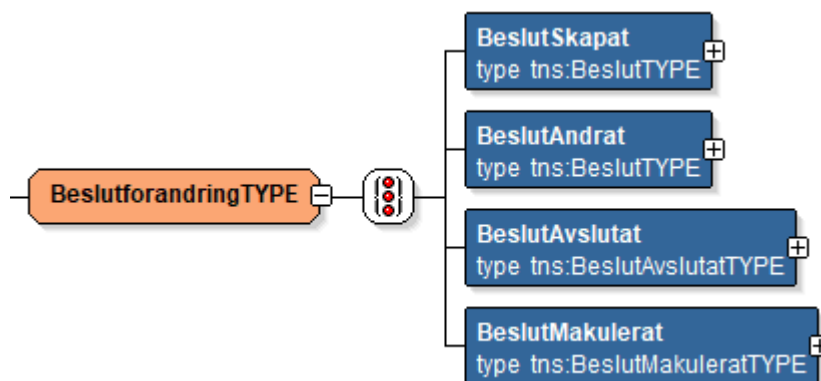 BeslutSkapat
type tns:BeslutTYPE
BeslutAndrat
type tns:BeslutTYPE
BeslutforandringTYPE
BeslutAvslutat
type tns:BeslutAvslutatTYPE
BeslutMakulerat
type tns:BeslutMakuleratTYPE